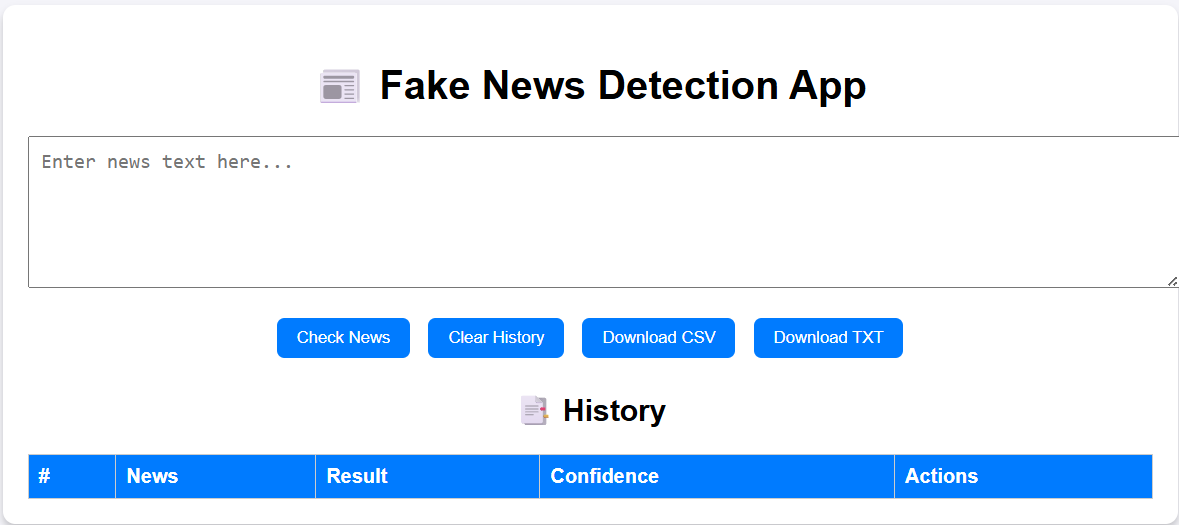 Fake News Detection App
Enter news text here...
Check News Clear History Download CSV Download TXT
History
# News Result Confidence Actions